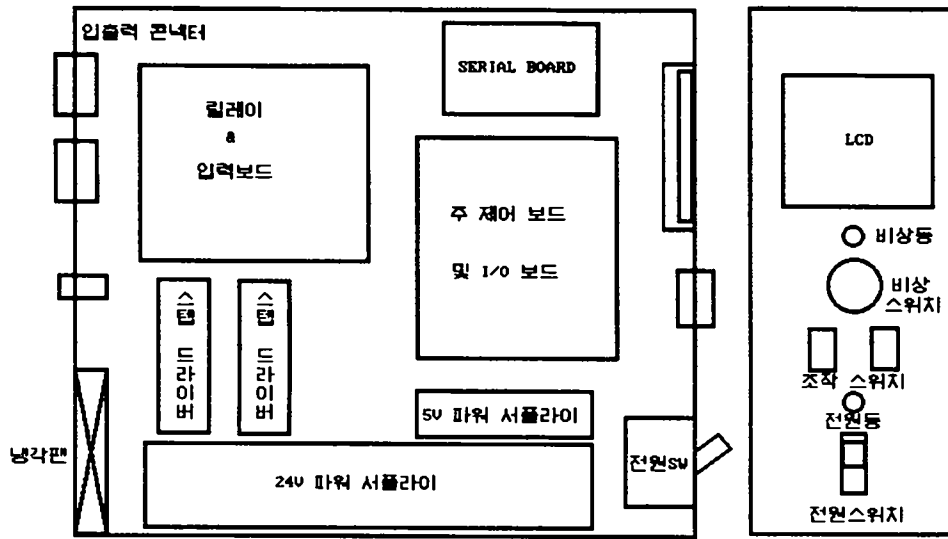 입출력 콘넥터
SERIAL BOARD
릴레이
&
입력보드
주 제어 보드
및 I/O 보드
스텝 드라이버
스텝 드라이버
5V 파워 서플라이
냉각팬
24V 파워 서플라이
전원SW
LCD
비상등
비상
스위치
조작 스위치
전원등
전원스위치